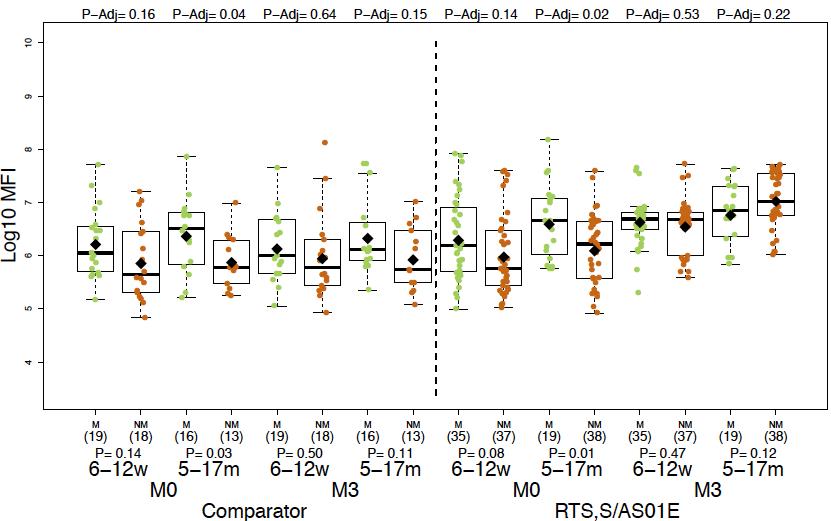 P−Adj= 0.16 P−Adj= 0.04 P−Adj= 0.64 P−Adj= 0.15 P−Adj= 0.14 P−Adj= 0.02 P−Adj= 0.53 P−Adj= 0.22
10
9
8
7
6
5
4
Log10 MFI
M NM M NM M NM M NM M NM M NM M NM M NM
(19) (18) (16) (13) (19) (18) (16) (13) (35) (37) (19) (38) (35) (37) (19) (38)
P= 0.14 P= 0.03 P= 0.50 P= 0.11 P= 0.08 P= 0.01 P= 0.47 P= 0.12
6−12w 5−17m 6−12w 5−17m 6−12w 5−17m 6−12w 5−17m
M0 M3 M0 M3
Comparator RTS,S/AS01E